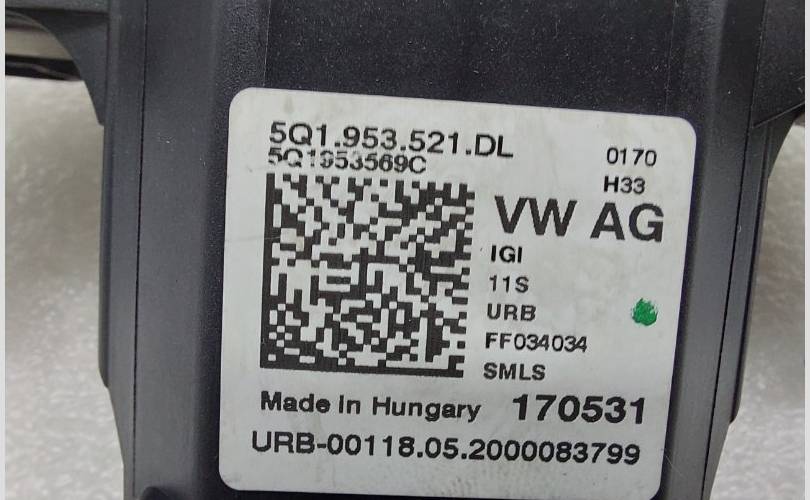 5Q1.953.521.DL
5Q1953569C
0170
H33
VW AG
IGI
11S
URB
FF034034
SMLS
Made in Hungary 170531
URB-00118.05.2000083799